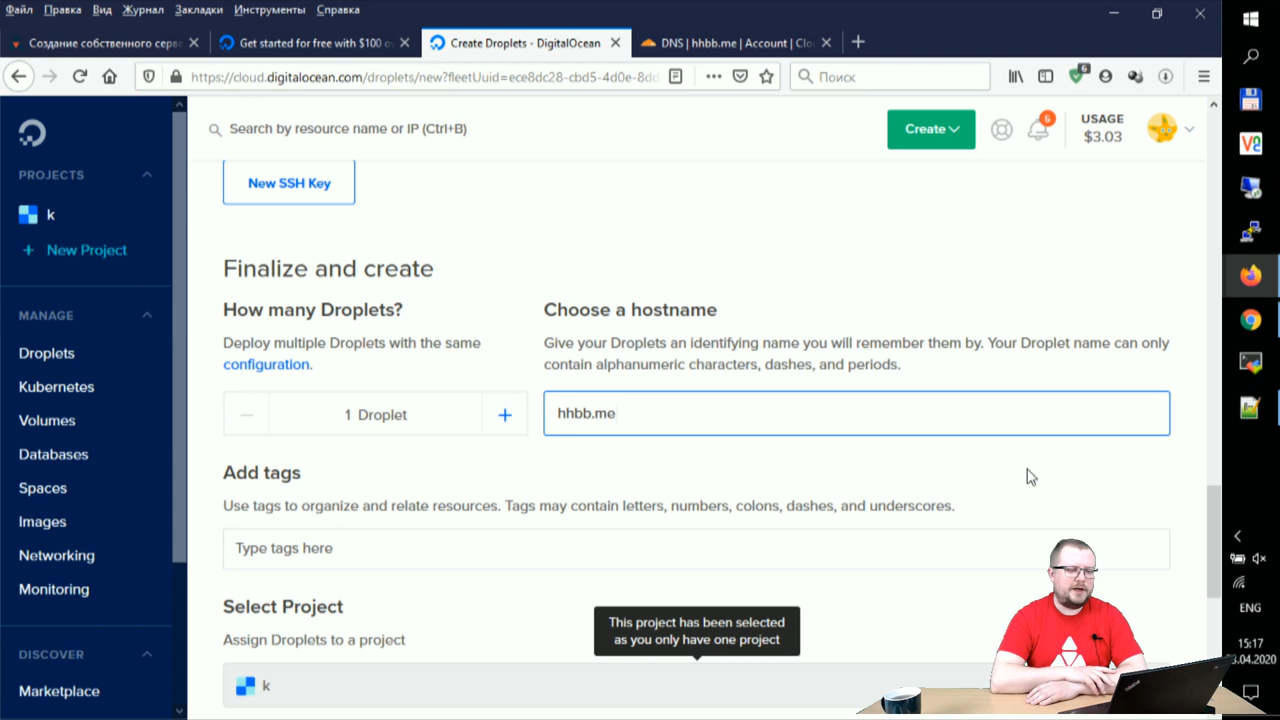 Файл Правка Вид Журнал Закладки Инструменты Справка
Создание собственного серв
Get started for free with $100 o
Create Droplets - DigitalOcean
DNS | hhbb.me | Account | Clou
https://cloud.digitalocean.com/droplets/new?fleetUuid=ece8dc28-cbd5-4d0e-8dc
Поиск
6
Search by resource name or IP (Ctrl+B)
Create
5
USAGE
$3.03
PROJECTS
k
+ New Project
MANAGE
Droplets
Kubernetes
Volumes
Databases
Spaces
Images
Networking
Monitoring
DISCOVER
Marketplace
New SSH Key
Finalize and create
How many Droplets?
Deploy multiple Droplets with the same
configuration.
1 Droplet
Choose a hostname
Give your Droplets an identifying name you will remember them by. Your Droplet name can only
contain alphanumeric characters, dashes, and periods.
hhbb.me
Add tags
Use tags to organize and relate resources. Tags may contain letters, numbers, colons, dashes, and underscores.
Type tags here
Select Project
Assign Droplets to a project
This project has been selected
as you only have one project
k
ENG
15:17
3.04.2020